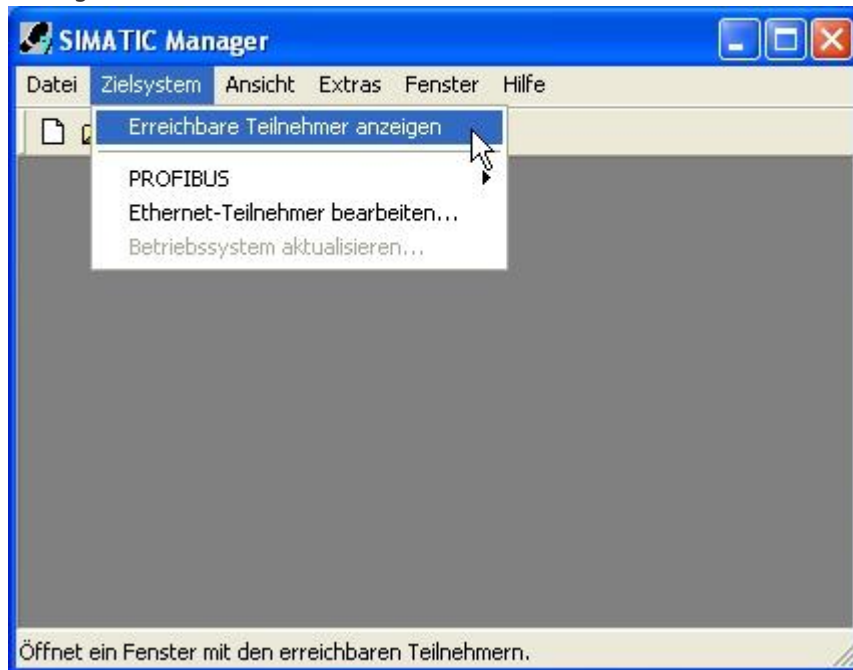 SIMATIC Manager
Datei Zielsystem Ansicht Extras Fenster Hilfe
Erreichbare Teilnehmer anzeigen
PROFIBUS
Ethernet-Teilnehmer bearbeiten...
Betriebssystem aktualisieren...
Öffnet ein Fenster mit den erreichbaren Teilnehmern.